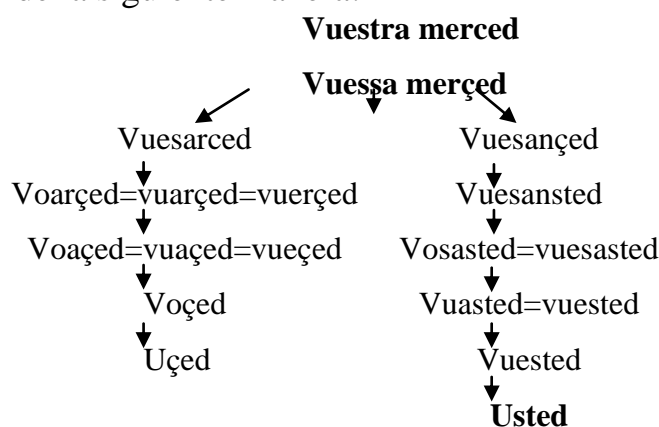 Vuestra merced
Vuessa merçed
Vuesarced Vuesançed
Voarçed=vuarçed=vuerçed Vuesansted
Voaçed=vuaçed=vueçed Vosasted=vuesasted
Voçed Vuasted=vuested
Uçed Vuested
Usted